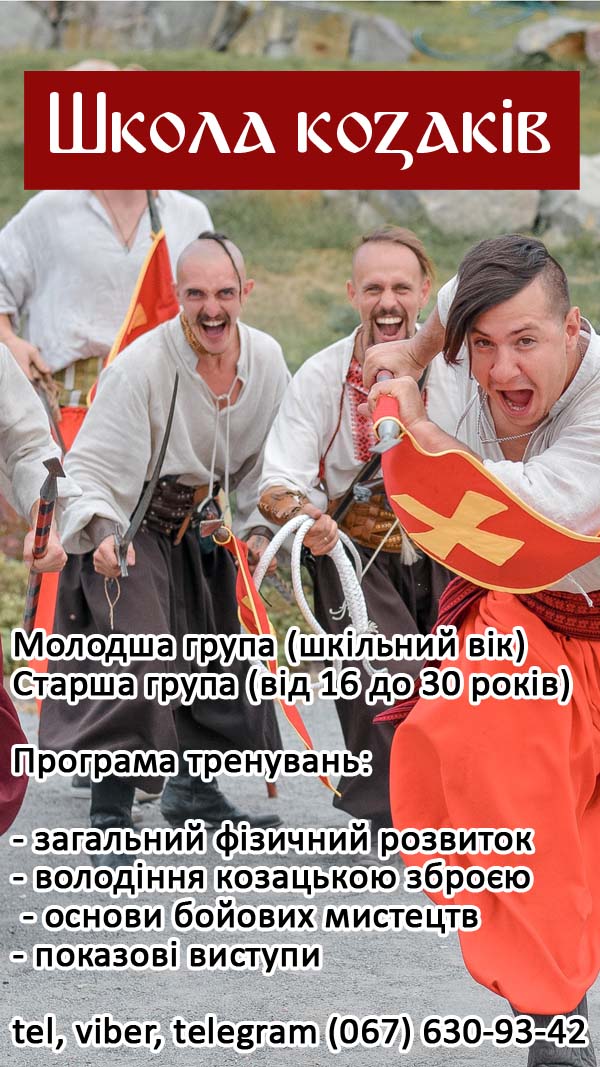 Школа козаків
Молодша група (шкільний вік)
Старша група (від 16 до 30 років)
Програма тренувань:
- загальний фізичний розвиток
- володіння козацькою зброєю
- основи бойових мистецтв
- показові виступи
tel, viber, telegram (067) 630-93-42